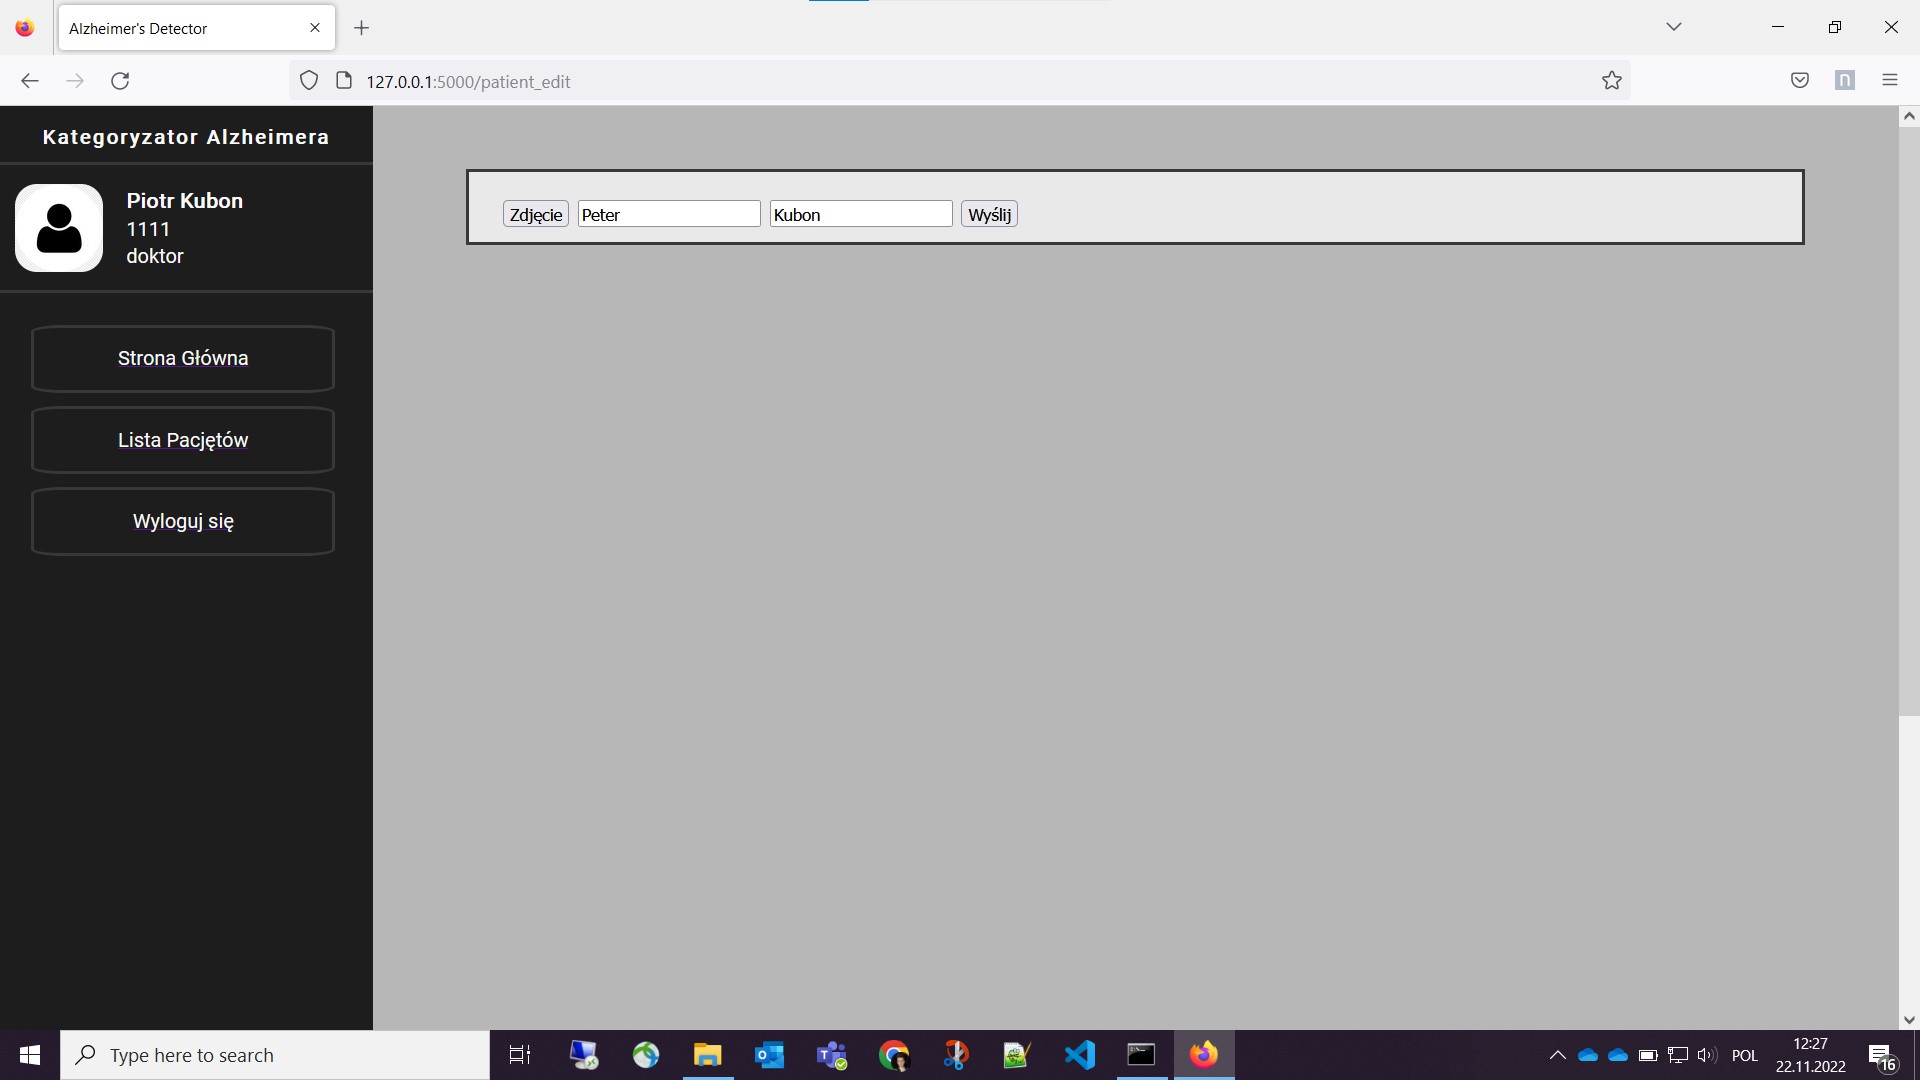 Alzheimer's Detector
127.0.0.1:5000/patient_edit
Kategoryzator Alzheimera
Piotr Kubon
1111
doktor
Strona Główna
Lista Pacjętów
Wyloguj się
Zdjęcie Peter Kubon Wyślij
Type here to search
POL
12:27
22.11.2022
16